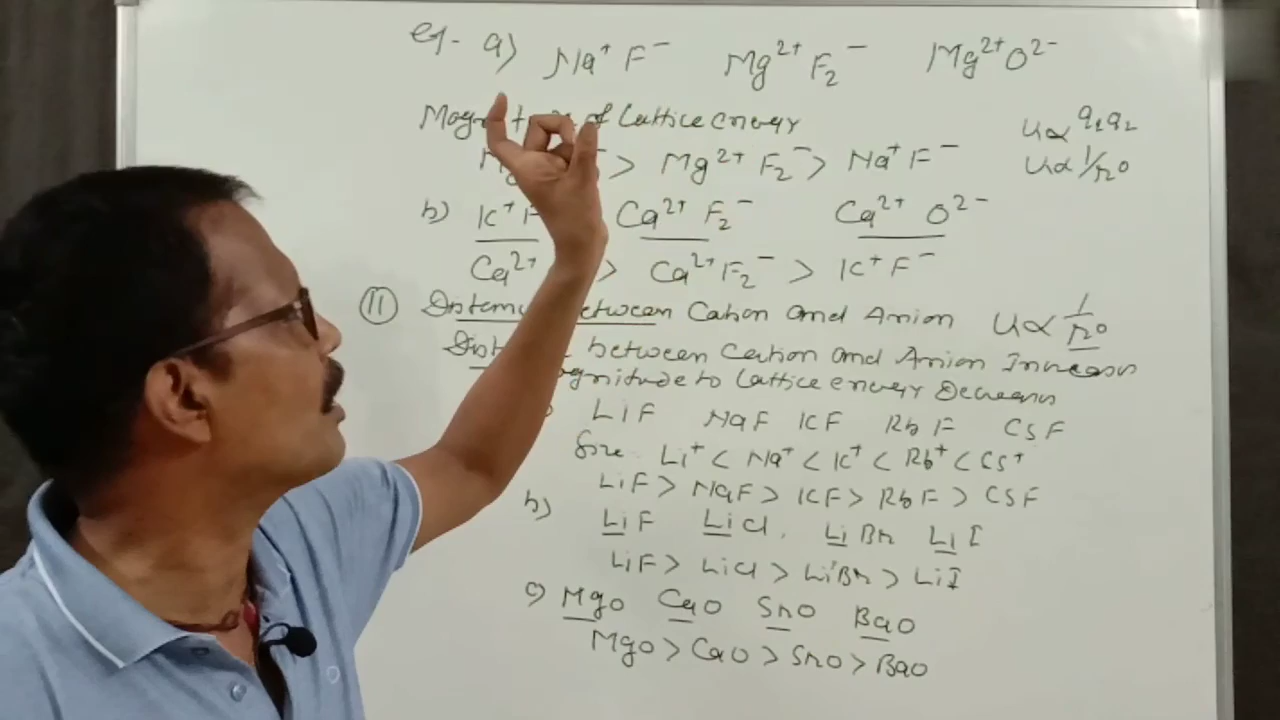 eg- a) Na⁺ F⁻ Mg²⁺ F₂⁻ Mg²⁺ O²⁻
of Lattice energy
U∝ q₁q₂
> Mg²⁺ F₂⁻ > Na⁺ F⁻
U∝ 1/r₀
b) K⁺ F Ca²⁺ F₂⁻ Ca²⁺ O²⁻
Ca²⁺ > Ca²⁺ F₂⁻ > K⁺ F⁻
II between Cation and Anion U∝ 1/r₀
between Cation and Anion Increases
to Lattice energy Decreases
LiF NaF KF RbF CsF
Size Li⁺ < Na⁺ < K⁺ < Rb⁺ < Cs⁺
LiF > NaF > KF > RbF > CsF
b) LiF LiCl, LiBr LiI
LiF > LiCl > LiBr > LiI
c) MgO CaO SrO BaO
MgO > CaO > SrO > BaO